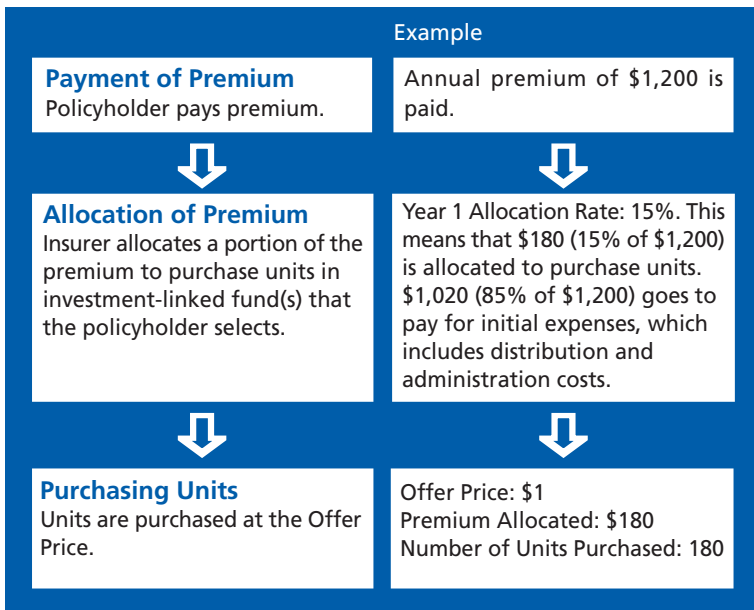 Example
Payment of Premium
Policyholder pays premium.
Annual premium of $1,200 is
paid.
Allocation of Premium
Insurer allocates a portion of the
premium to purchase units in
investment-linked fund(s) that
the policyholder selects.
Year 1 Allocation Rate: 15%. This
means that $180 (15% of $1,200)
is allocated to purchase units.
$1,020 (85% of $1,200) goes to
pay for initial expenses, which
includes distribution and
administration costs.
Purchasing Units
Units are purchased at the Offer
Price.
Offer Price: $1
Premium Allocated: $180
Number of Units Purchased: 180